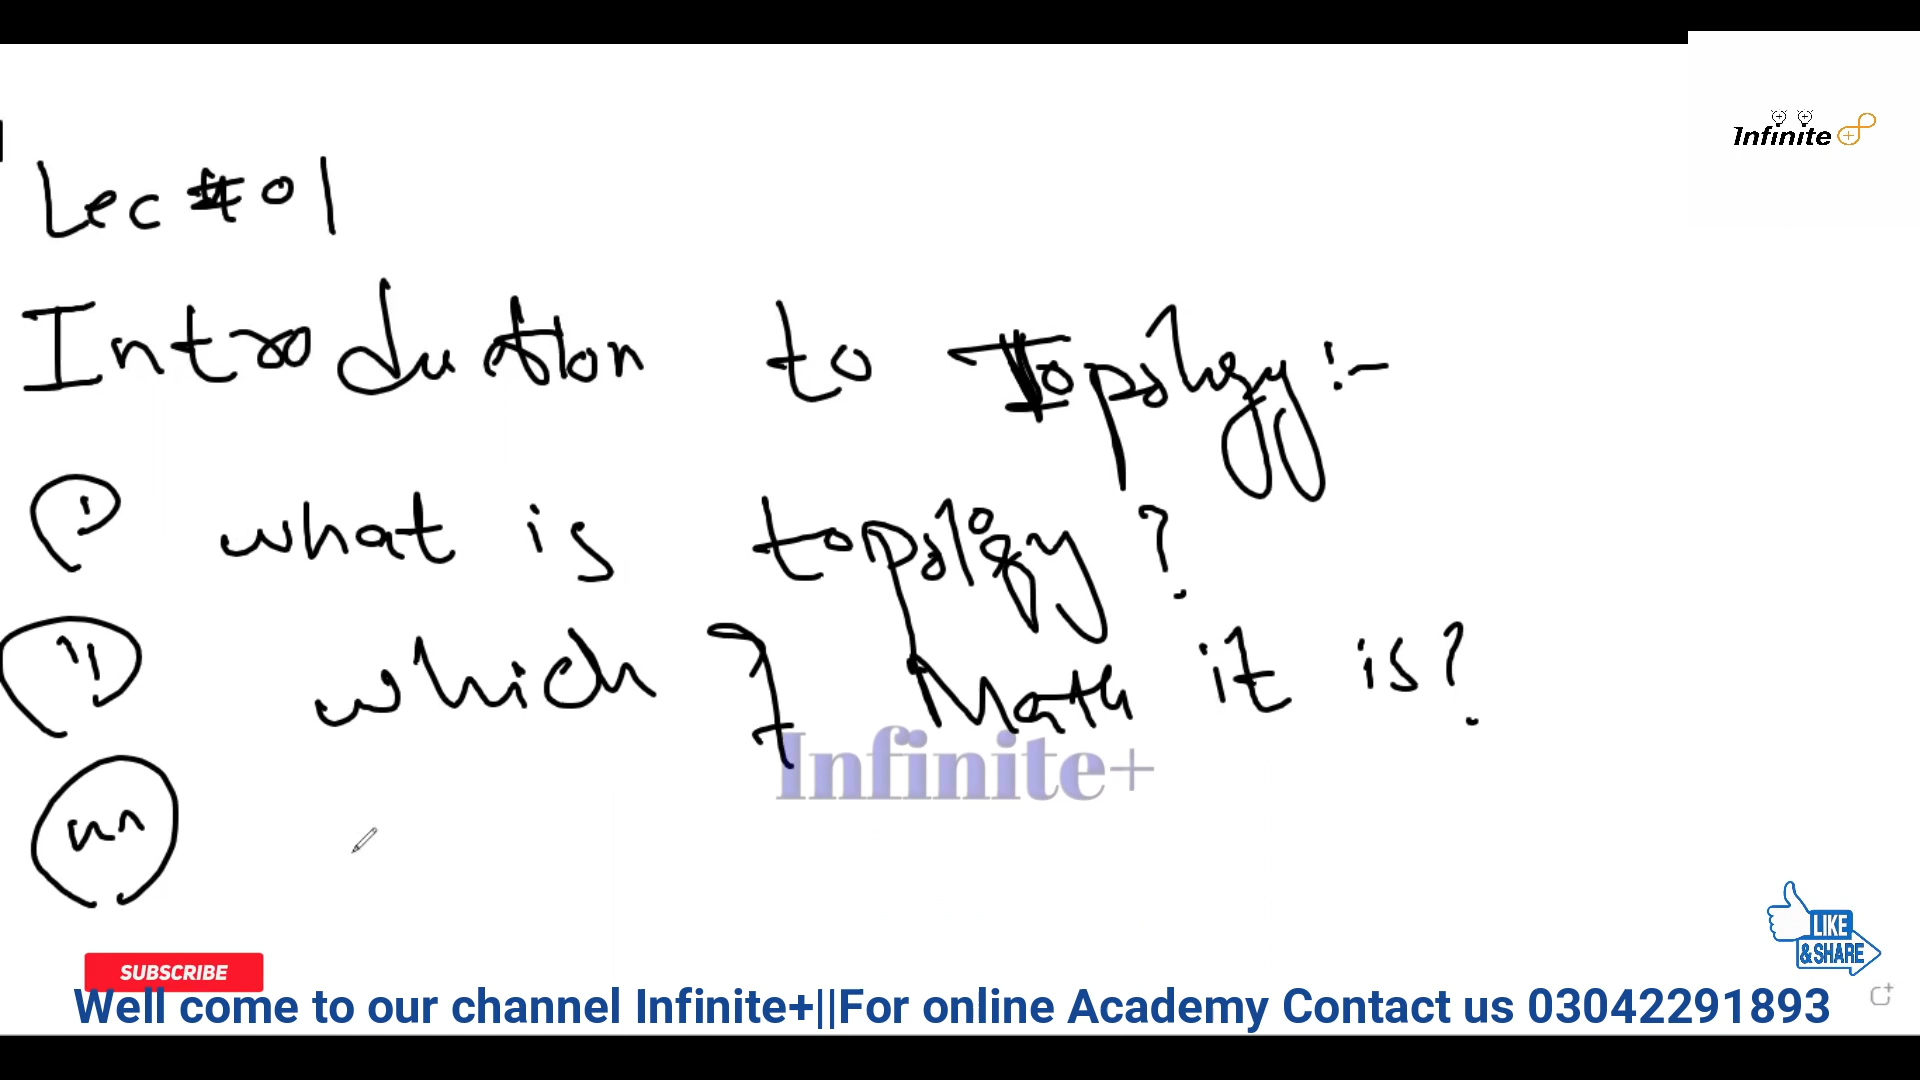 Infinite
Lec #01
Introduction to Topology:-
(i) what is topology?
(ii) which of Math it is?
Infinite+
(iii)
LIKE
& SHARE
SUBSCRIBE
Well come to our channel Infinite+||For online Academy Contact us 03042291893